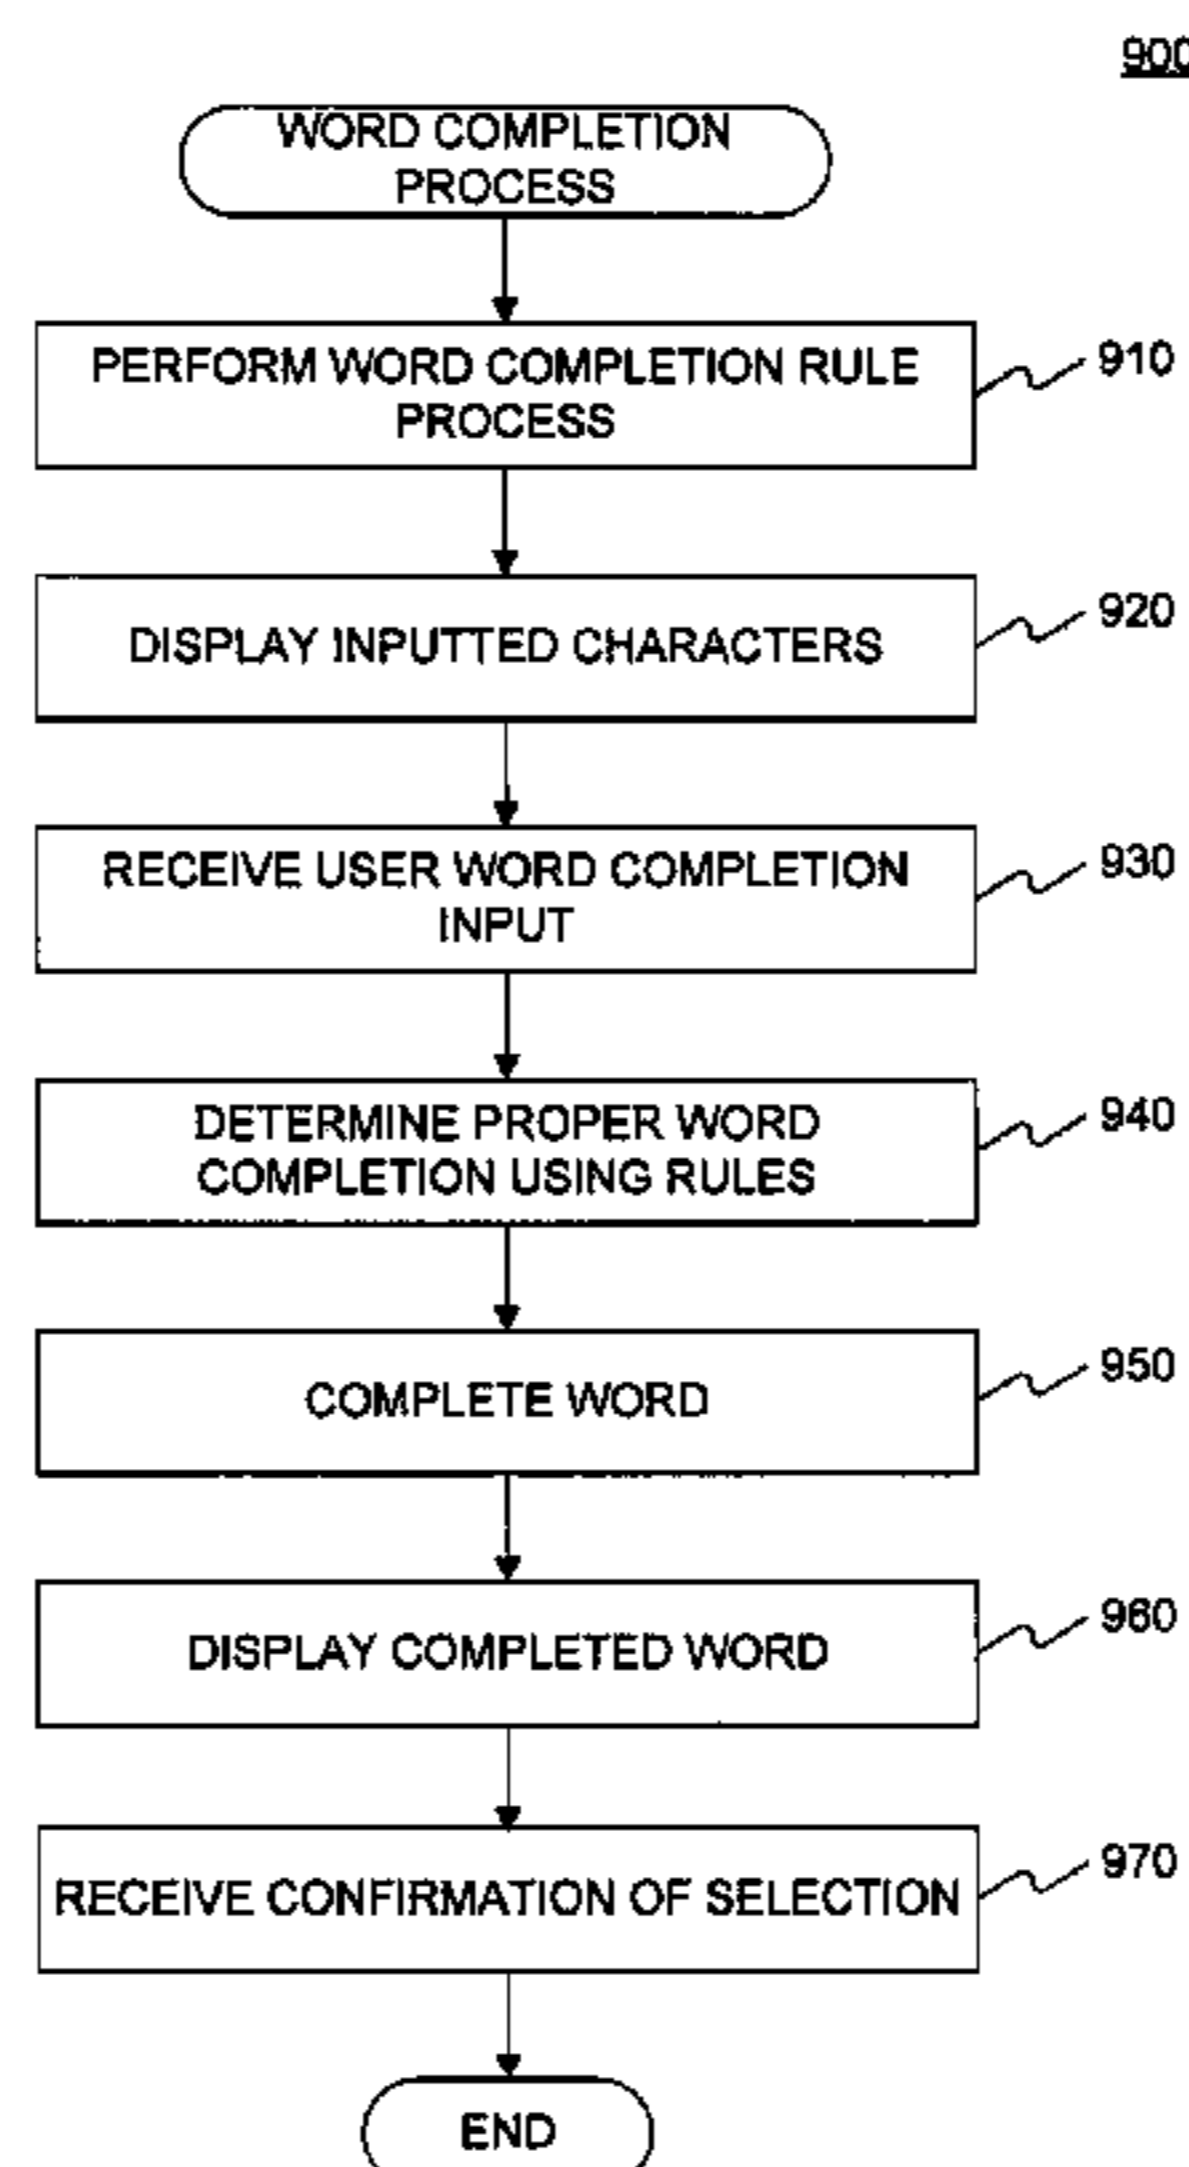 900
WORD COMPLETION
PROCESS
PERFORM WORD COMPLETION RULE
PROCESS
910
DISPLAY INPUTTED CHARACTERS
920
RECEIVE USER WORD COMPLETION
INPUT
930
DETERMINE PROPER WORD
COMPLETION USING RULES
940
COMPLETE WORD
950
DISPLAY COMPLETED WORD
960
RECEIVE CONFIRMATION OF SELECTION
970
END